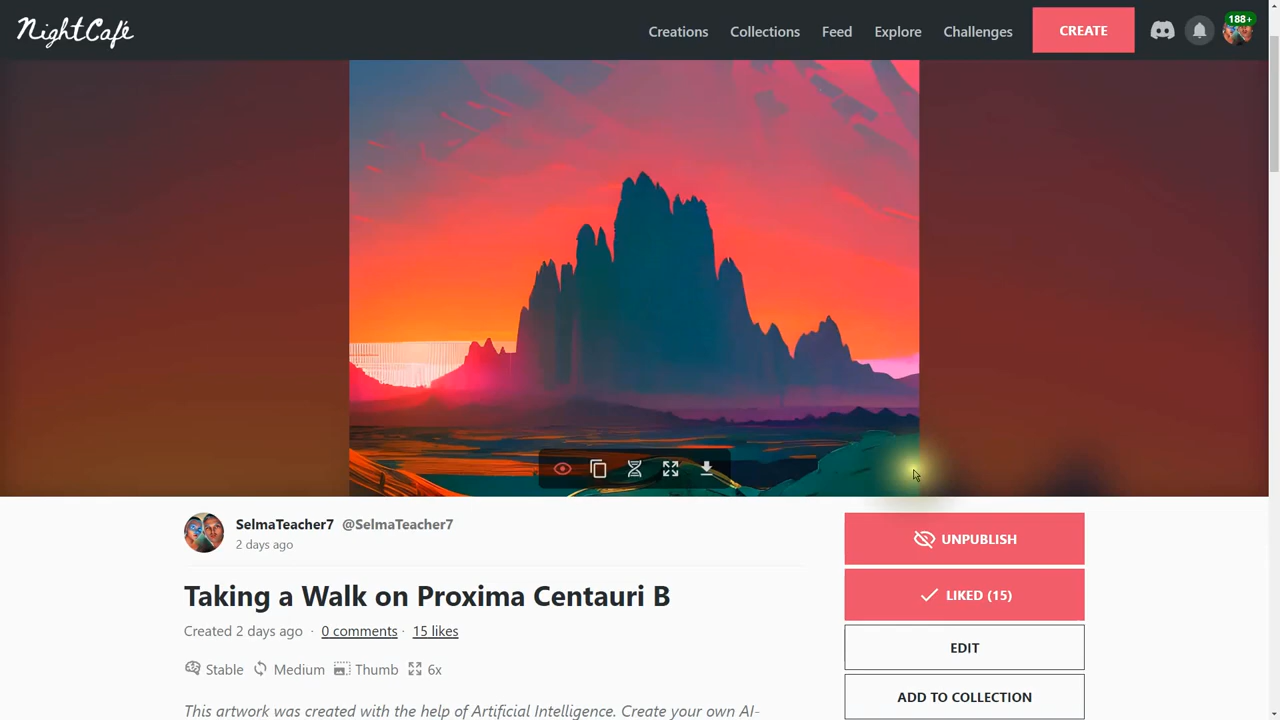 NightCafé
Creations Collections Feed Explore Challenges CREATE 188+
SelmaTeacher7 @SelmaTeacher7
2 days ago
UNPUBLISH
Taking a Walk on Proxima Centauri B
LIKED (15)
Created 2 days ago · 0 comments · 15 likes
EDIT
Stable Medium Thumb 6x
ADD TO COLLECTION
This artwork was created with the help of Artificial Intelligence. Create your own AI-